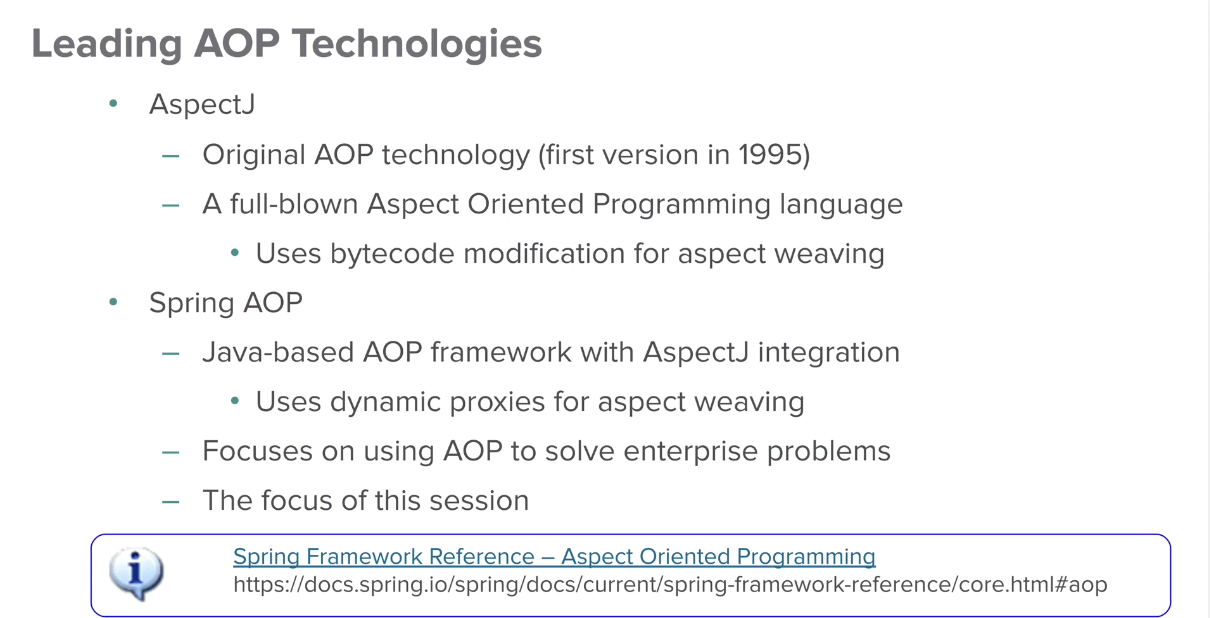 Leading AOP Technologies
• AspectJ
– Original AOP technology (first version in 1995)
– A full-blown Aspect Oriented Programming language
• Uses bytecode modification for aspect weaving
• Spring AOP
– Java-based AOP framework with AspectJ integration
• Uses dynamic proxies for aspect weaving
– Focuses on using AOP to solve enterprise problems
– The focus of this session
Spring Framework Reference – Aspect Oriented Programming
https://docs.spring.io/spring/docs/current/spring-framework-reference/core.html#aop